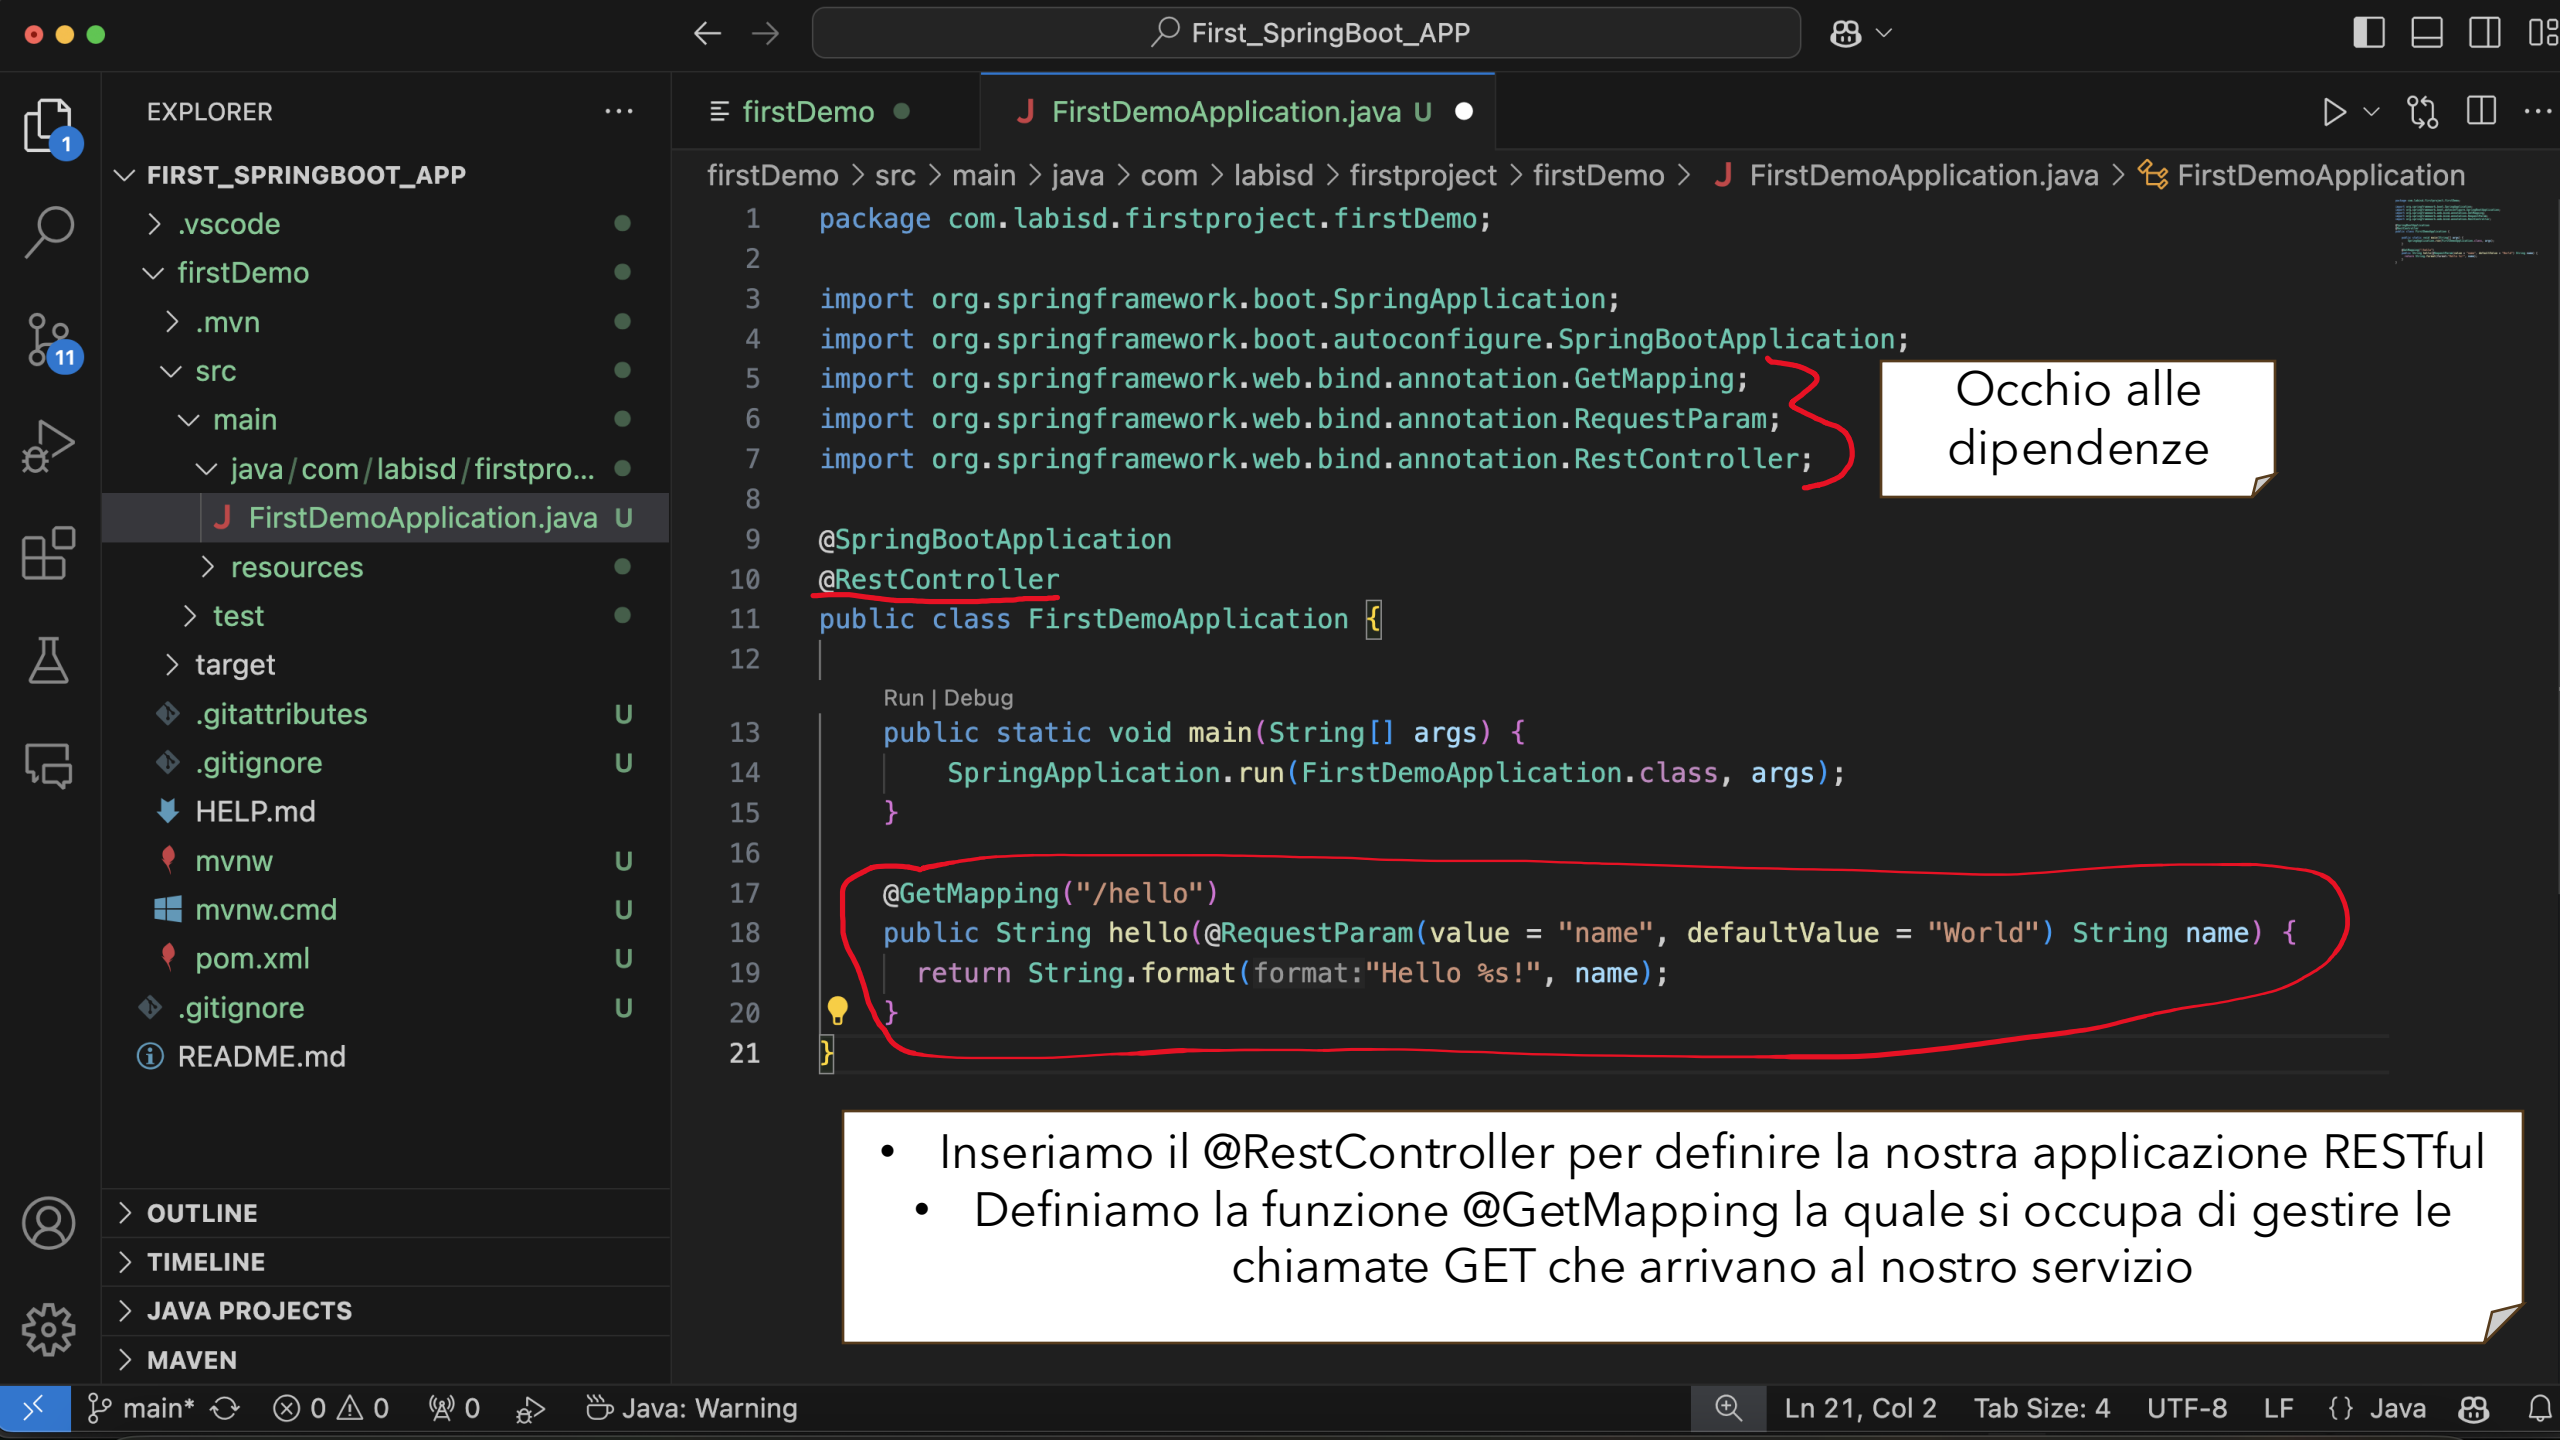 First_SpringBoot_APP
EXPLORER
1
11
FIRST_SPRINGBOOT_APP
.vscode
firstDemo
.mvn
src
main
java/com/labisd/firstpro...
FirstDemoApplication.java U
resources
test
target
.gitattributes U
.gitignore U
HELP.md
mvnw U
mvnw.cmd U
pom.xml U
.gitignore U
README.md
OUTLINE
TIMELINE
JAVA PROJECTS
MAVEN
firstDemo
FirstDemoApplication.java U
firstDemo > src > main > java > com > labisd > firstproject > firstDemo > FirstDemoApplication.java > FirstDemoApplication
1 package com.labisd.firstproject.firstDemo;
2
3 import org.springframework.boot.SpringApplication;
4 import org.springframework.boot.autoconfigure.SpringBootApplication;
5 import org.springframework.web.bind.annotation.GetMapping;
6 import org.springframework.web.bind.annotation.RequestParam;
7 import org.springframework.web.bind.annotation.RestController;
8
9 @SpringBootApplication
10 @RestController
11 public class FirstDemoApplication {
12
Run | Debug
13 public static void main(String[] args) {
14 SpringApplication.run(FirstDemoApplication.class, args);
15 }
16
17 @GetMapping("/hello")
18 public String hello(@RequestParam(value = "name", defaultValue = "World") String name) {
19 return String.format(format:"Hello %s!", name);
20 }
21 }
Occhio alle
dipendenze
• Inseriamo il @RestController per definire la nostra applicazione RESTful
• Definiamo la funzione @GetMapping la quale si occupa di gestire le
chiamate GET che arrivano al nostro servizio
main* 0 0 0 Java: Warning Ln 21, Col 2 Tab Size: 4 UTF-8 LF {} Java